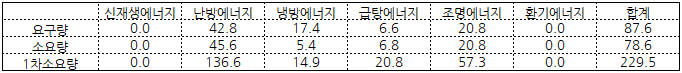 신재생에너지 난방에너지 냉방에너지 급탕에너지 조명에너지 환기에너지 합계
요구량 0.0 42.8 17.4 6.6 20.8 0.0 87.6
소요량 0.0 45.6 5.4 6.8 20.8 0.0 78.6
1차소요량 0.0 136.6 14.9 20.8 57.3 0.0 229.5